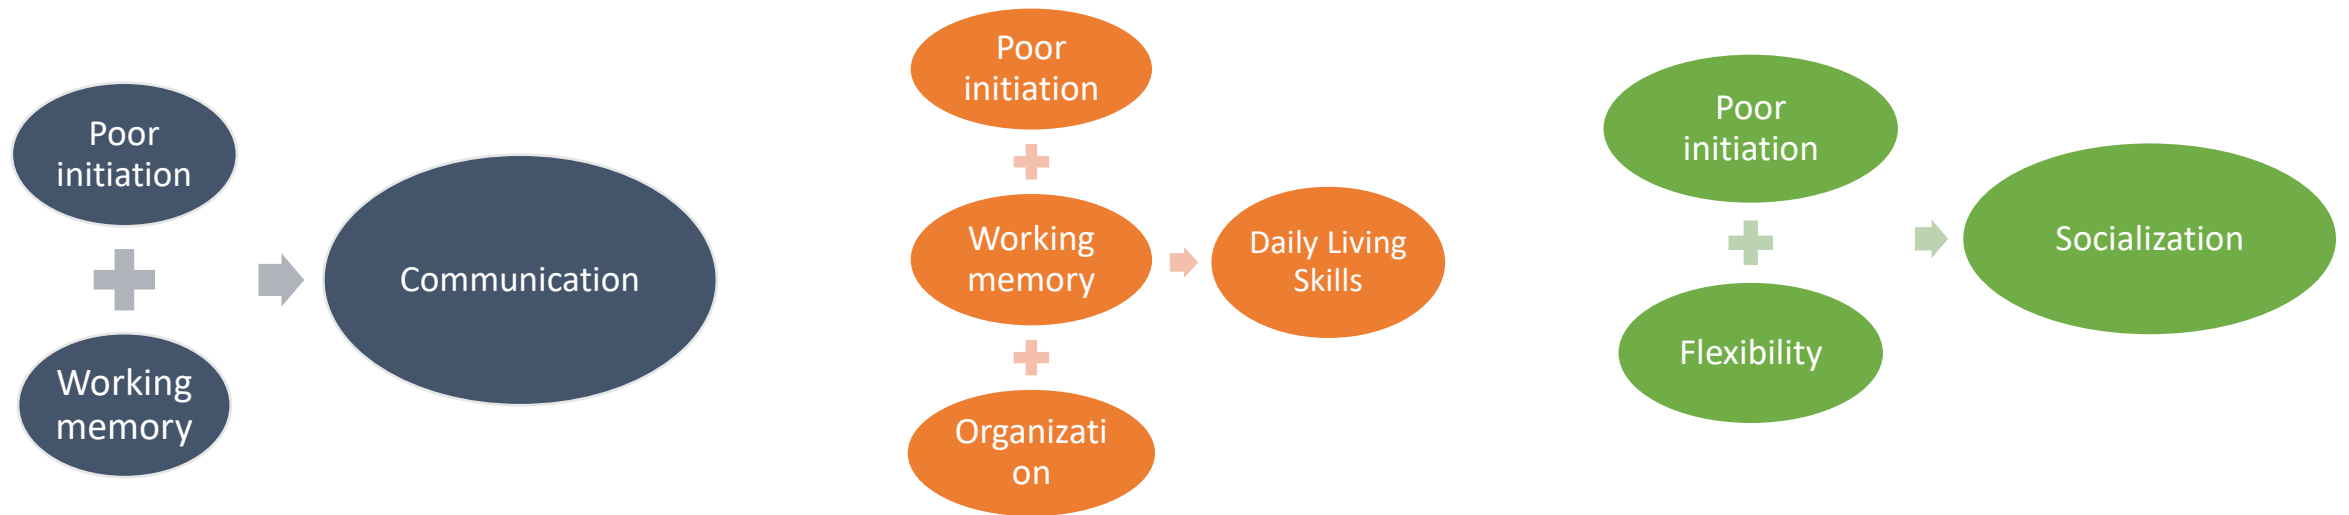 Poor
initiation
Working
memory
Communication
Poor
initiation
Working
memory
Organizati
on
Daily Living
Skills
Poor
initiation
Flexibility
Socialization